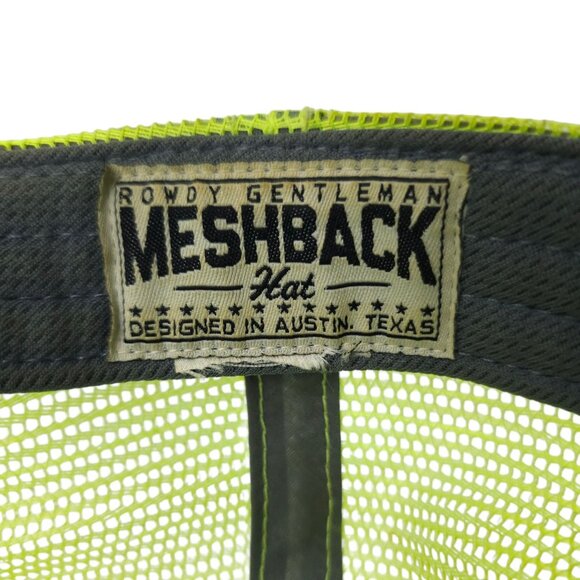 ROWDY GENTLEMAN
MESHBACK
Hat
DESIGNED IN AUSTIN, TEXAS